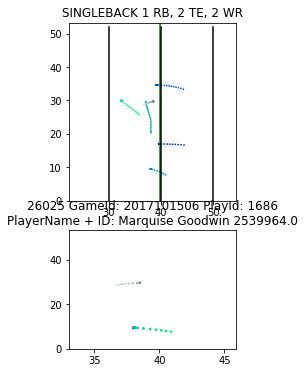 SINGLEBACK 1 RB, 2 TE, 2 WR
50
40
30
20
10
0
30 40 50
26025 GameId: 2017101506 PlayId: 1686
PlayerName + ID: Marquise Goodwin 2539964.0
40
20
0
35 40 45